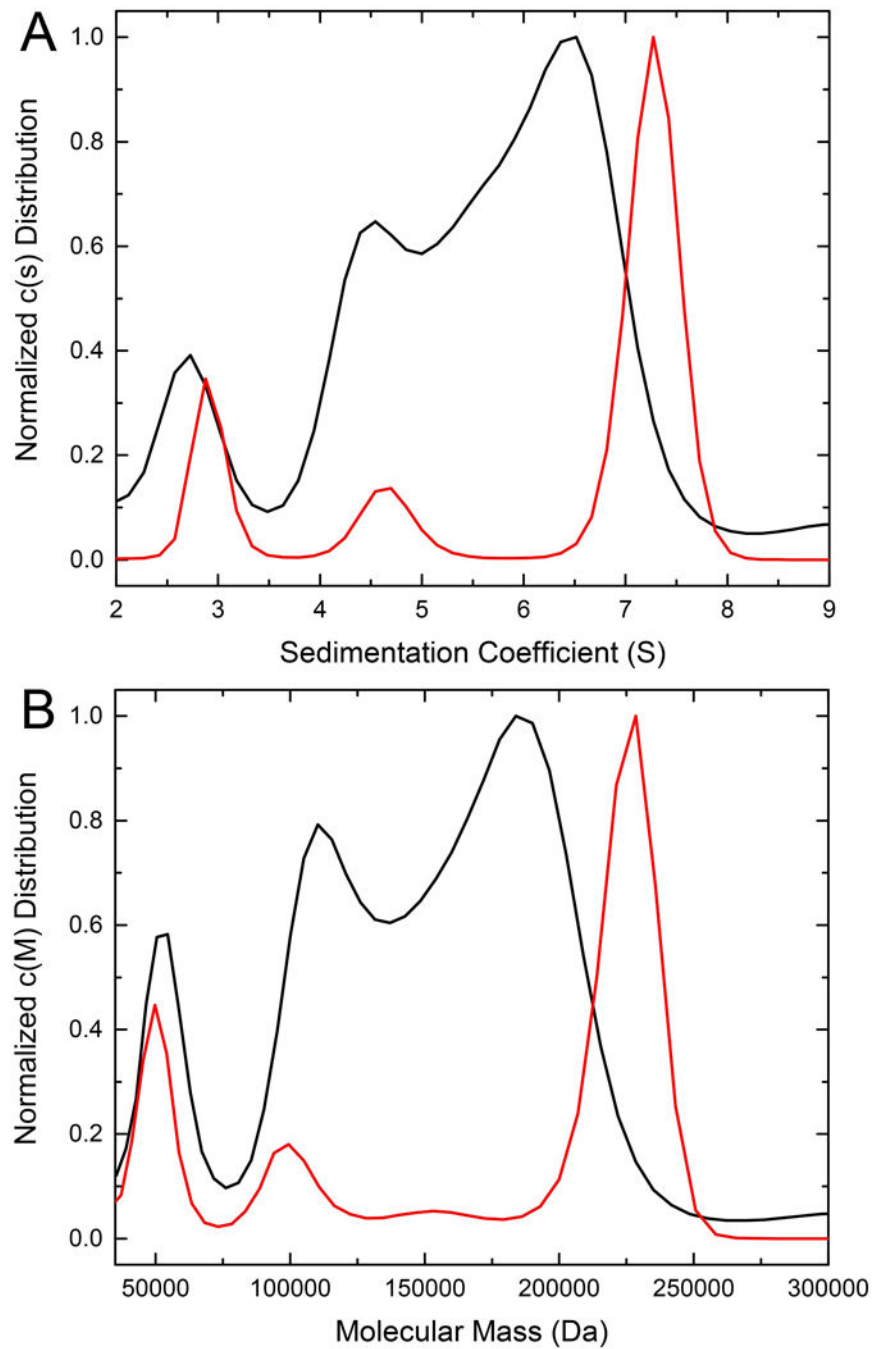 A
1.0
0.8
0.6
0.4
0.2
0.0
Normalized c(s) Distribution
2 3 4 5 6 7 8 9
Sedimentation Coefficient (S)
B
1.0
0.8
0.6
0.4
0.2
0.0
Normalized c(M) Distribution
50000 100000 150000 200000 250000 300000
Molecular Mass (Da)